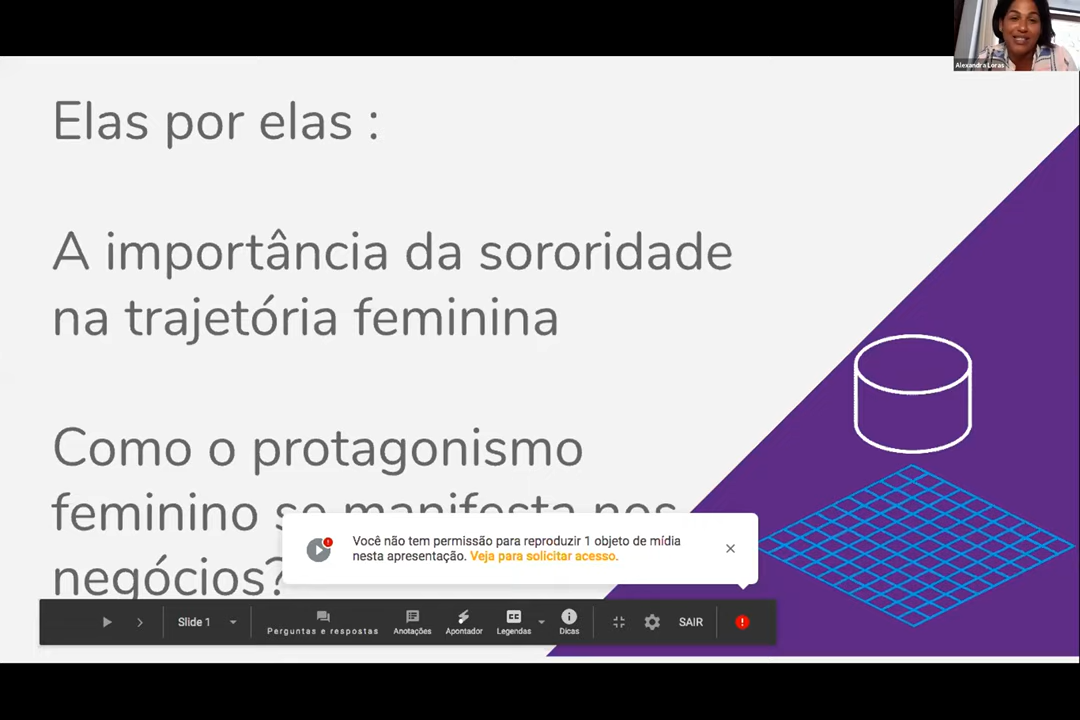 Alexandra Loras
Elas por elas :
A importância da sororidade
na trajetória feminina
Como o protagonismo
feminino se manifesta nos
negócios?
Você não tem permissão para reproduzir 1 objeto de mídia
nesta apresentação. Veja para solicitar acesso.
Slide 1
Perguntas e respostas
Anotações
Apontador
Legendas
Dicas
SAIR